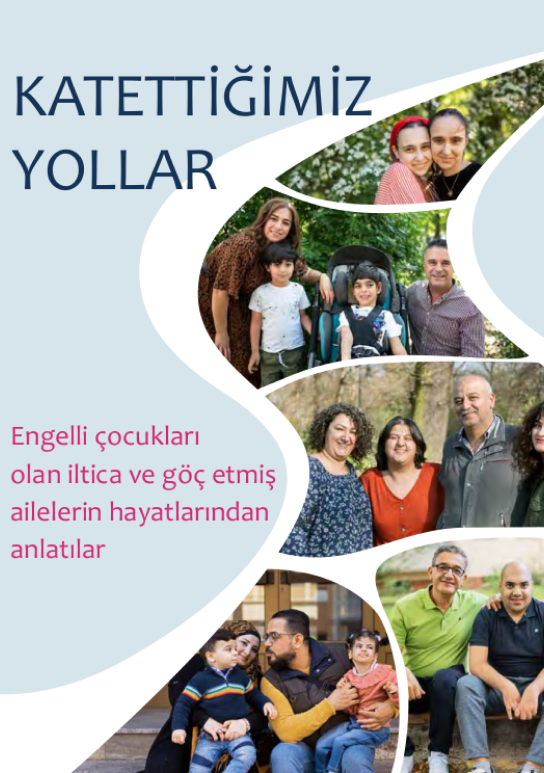 KATETTİĞİMİZ
YOLLAR
Engelli çocukları
olan iltica ve göç etmiş
ailelerin hayatlarından
anlatılar